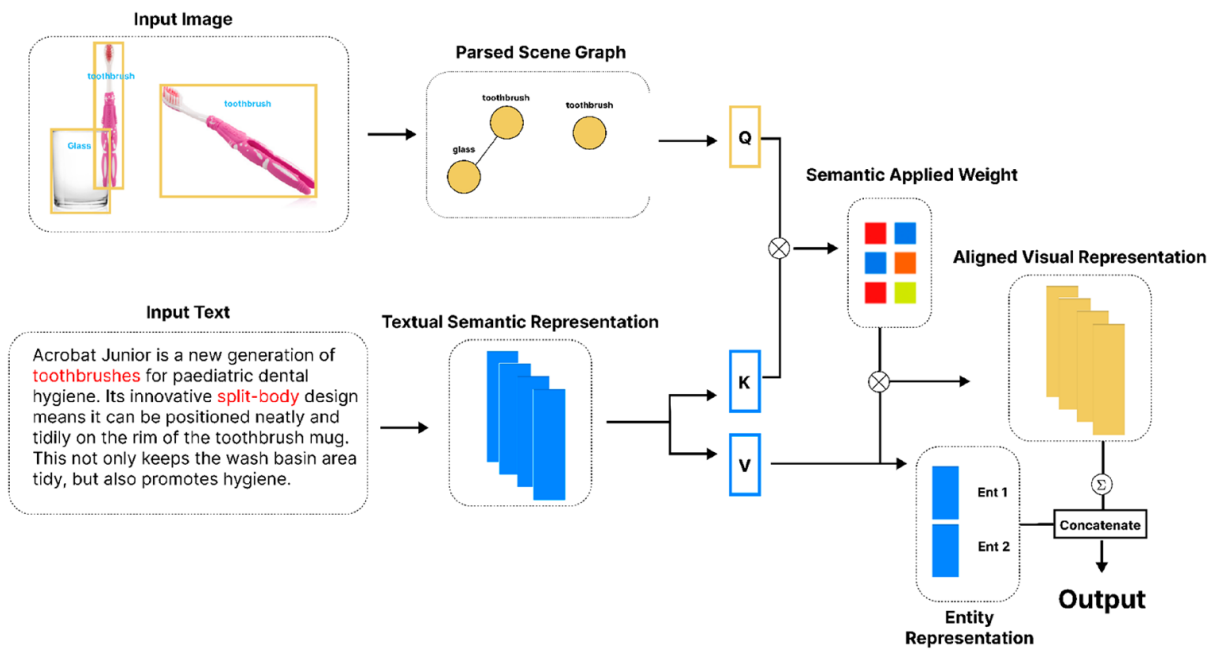 Input Image
toothbrush
toothbrush
Glass
Parsed Scene Graph
toothbrush
toothbrush
glass
Q
Semantic Applied Weight
Aligned Visual Representation
Input Text
Acrobat Junior is a new generation of
toothbrushes for paediatric dental
hygiene. Its innovative split-body design
means it can be positioned neatly and
tidily on the rim of the toothbrush mug.
This not only keeps the wash basin area
tidy, but also promotes hygiene.
Textual Semantic Representation
K
V
Ent 1
Ent 2
Entity
Representation
Σ
Concatenate
Output